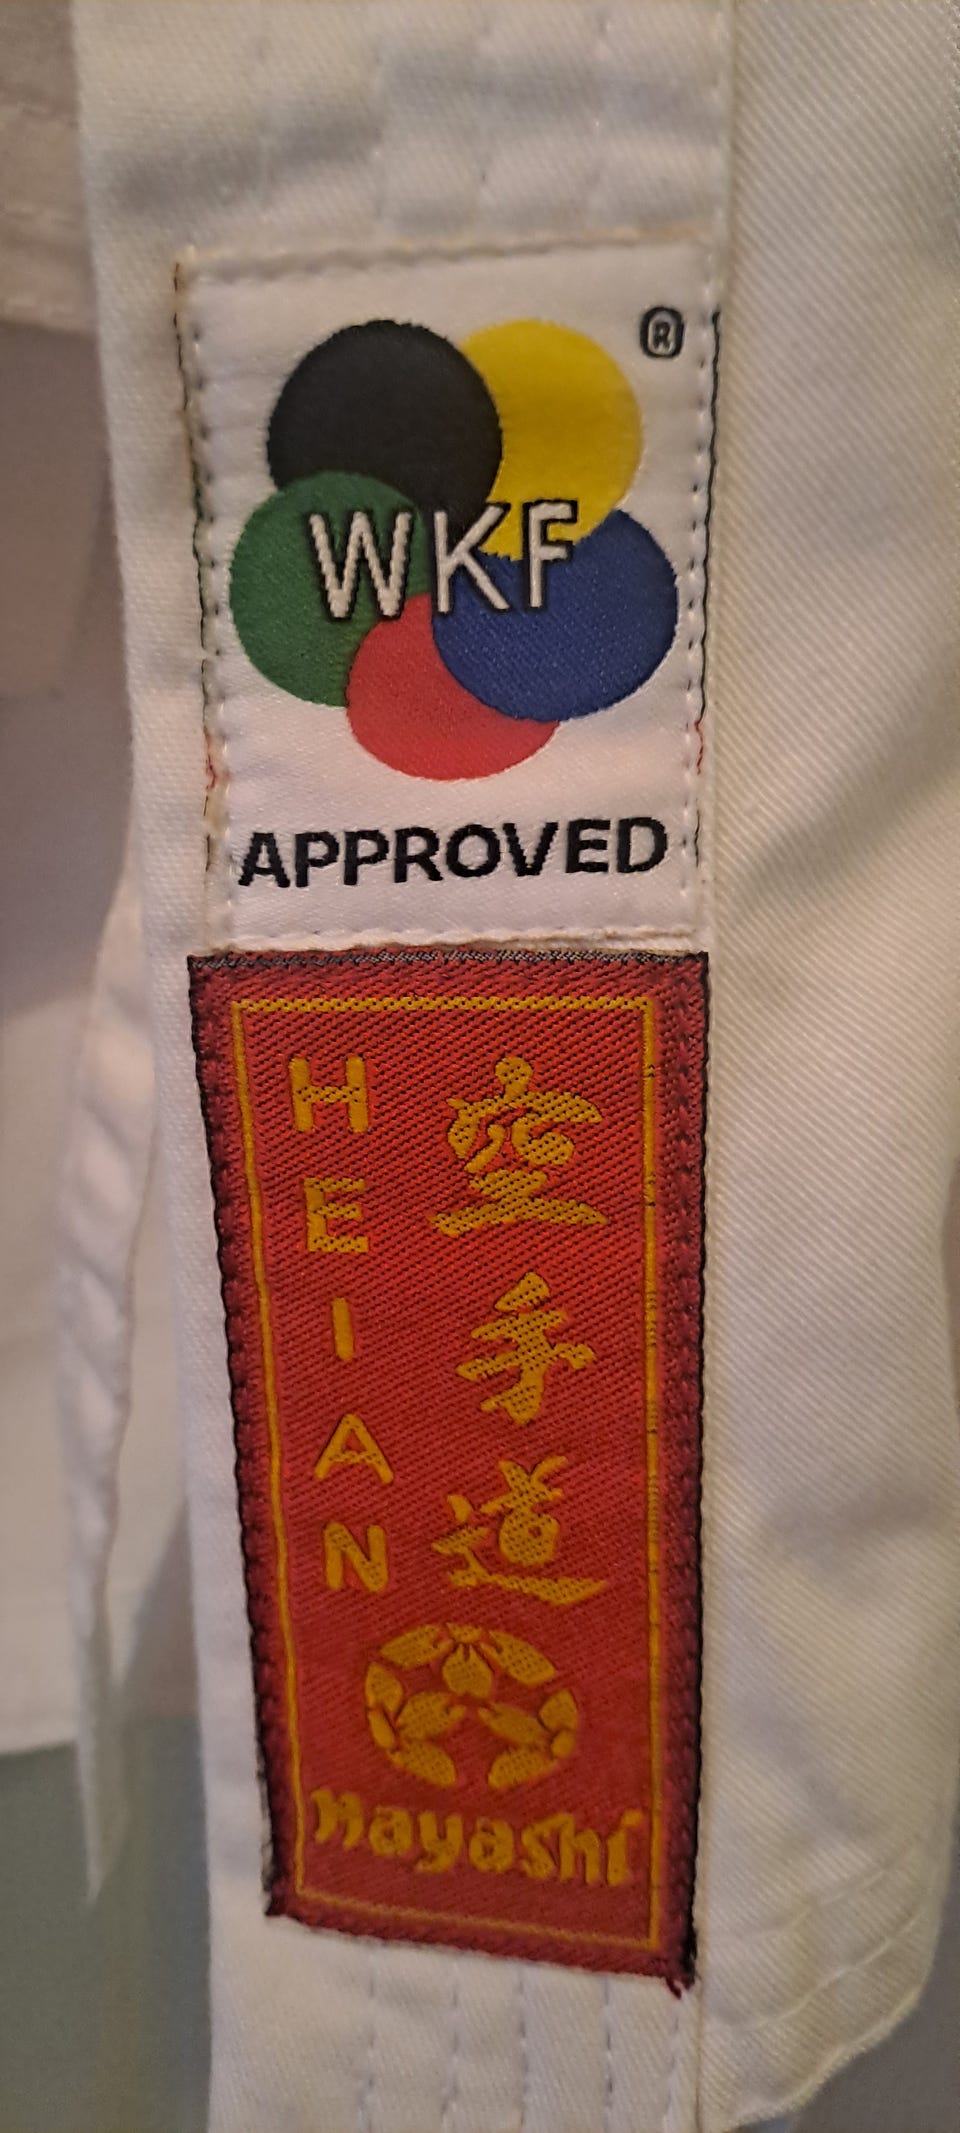 ®
WKF
APPROVED
HEIAN
空手道
Hayashi